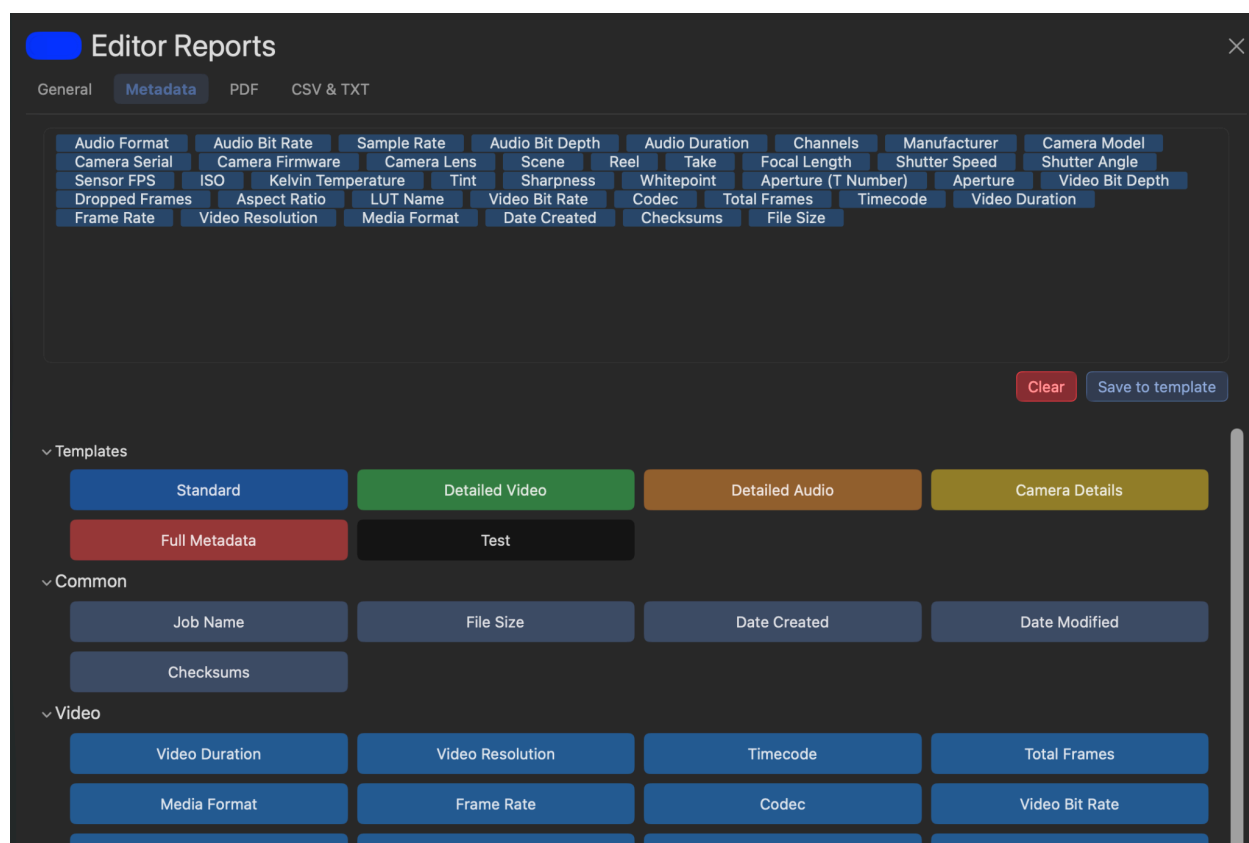 Editor Reports
General Metadata PDF CSV & TXT
Audio Format Audio Bit Rate Sample Rate Audio Bit Depth Audio Duration Channels Manufacturer Camera Model
Camera Serial Camera Firmware Camera Lens Scene Reel Take Focal Length Shutter Speed Shutter Angle
Sensor FPS ISO Kelvin Temperature Tint Sharpness Whitepoint Aperture (T Number) Aperture Video Bit Depth
Dropped Frames Aspect Ratio LUT Name Video Bit Rate Codec Total Frames Timecode Video Duration
Frame Rate Video Resolution Media Format Date Created Checksums File Size
Clear Save to template
Templates
Standard Detailed Video Detailed Audio Camera Details
Full Metadata Test
Common
Job Name File Size Date Created Date Modified
Checksums
Video
Video Duration Video Resolution Timecode Total Frames
Media Format Frame Rate Codec Video Bit Rate